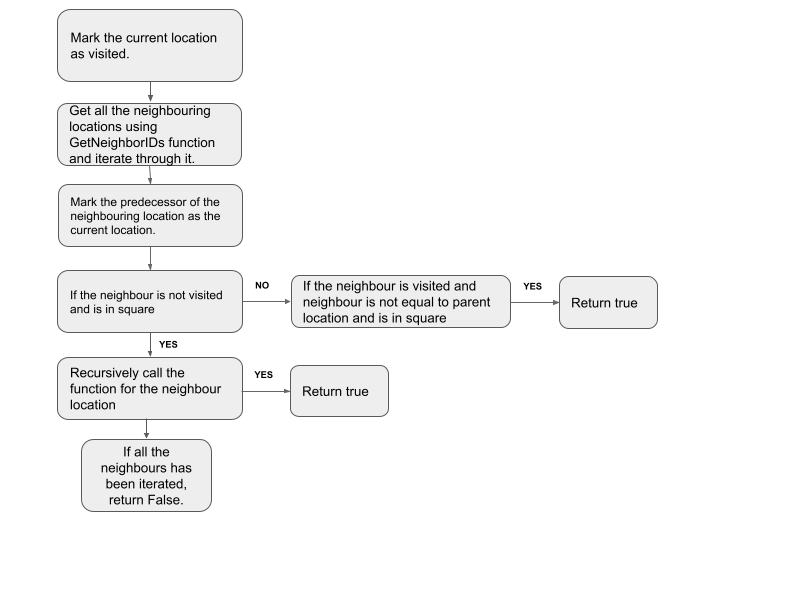 Mark the current location
as visited.
Get all the neighbouring
locations using
GetNeighborIDs function
and iterate through it.
Mark the predecessor of the
neighbouring location as the
current location.
If the neighbour is not visited
and is in square
NO
If the neighbour is visited and
neighbour is not equal to parent
location and is in square
YES
Return true
YES
Recursively call the
function for the neighbour
location
YES
Return true
If all the
neighbours has
been iterated,
return False.